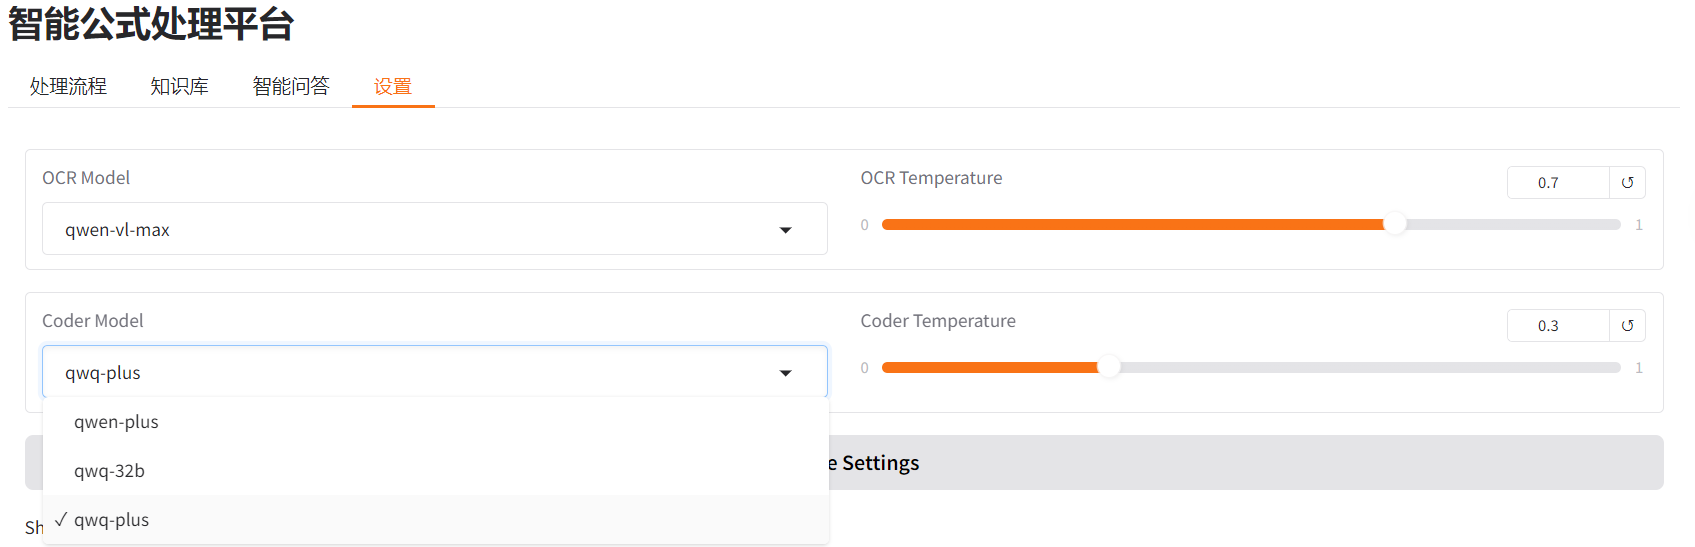 智能公式处理平台
处理流程 知识库 智能问答 设置
OCR Model
qwen-vl-max
OCR Temperature
0.7
0
1
Coder Model
qwq-plus
Coder Temperature
0.3
0
1
qwen-plus
qwq-32b
✓ qwq-plus
Settings